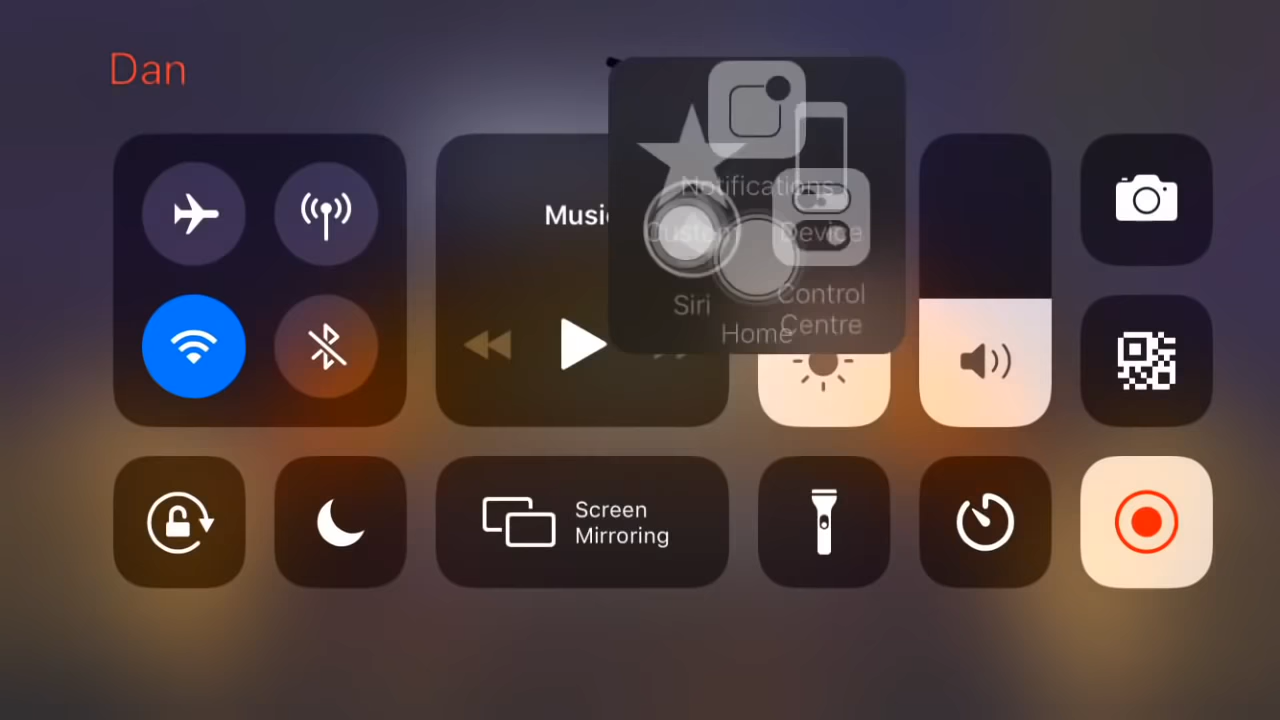 Dan
Notifications
Music
Custom
Device
Siri
Control
Centre
Home
Screen
Mirroring